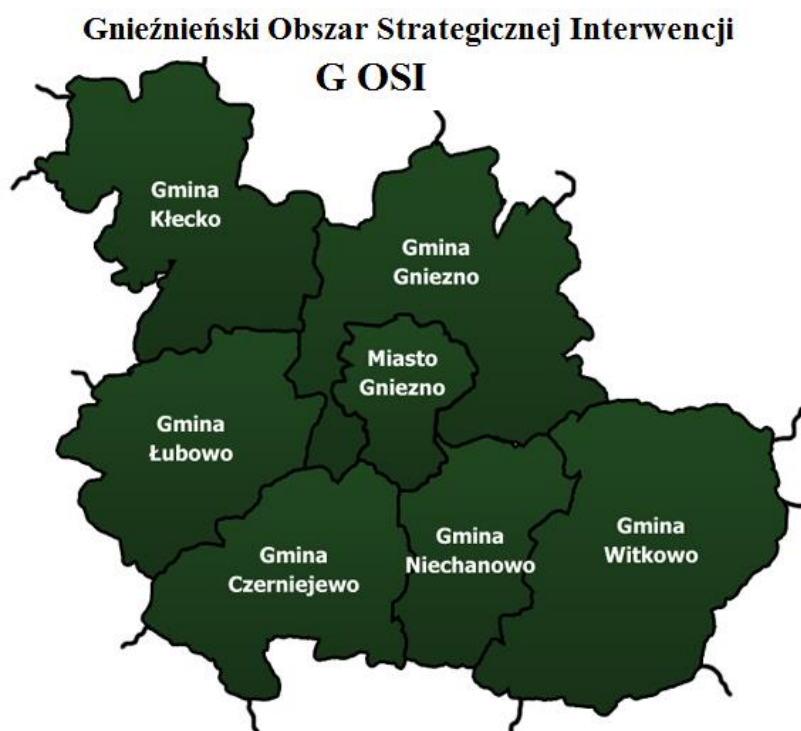 Gnieźnieński Obszar Strategicznej Interwencji
G OSI
Gmina
Kłecko
Gmina
Gniezno
Miasto
Gniezno
Gmina
Łubowo
Gmina
Czerniejewo
Gmina
Niechanowo
Gmina
Witkowo